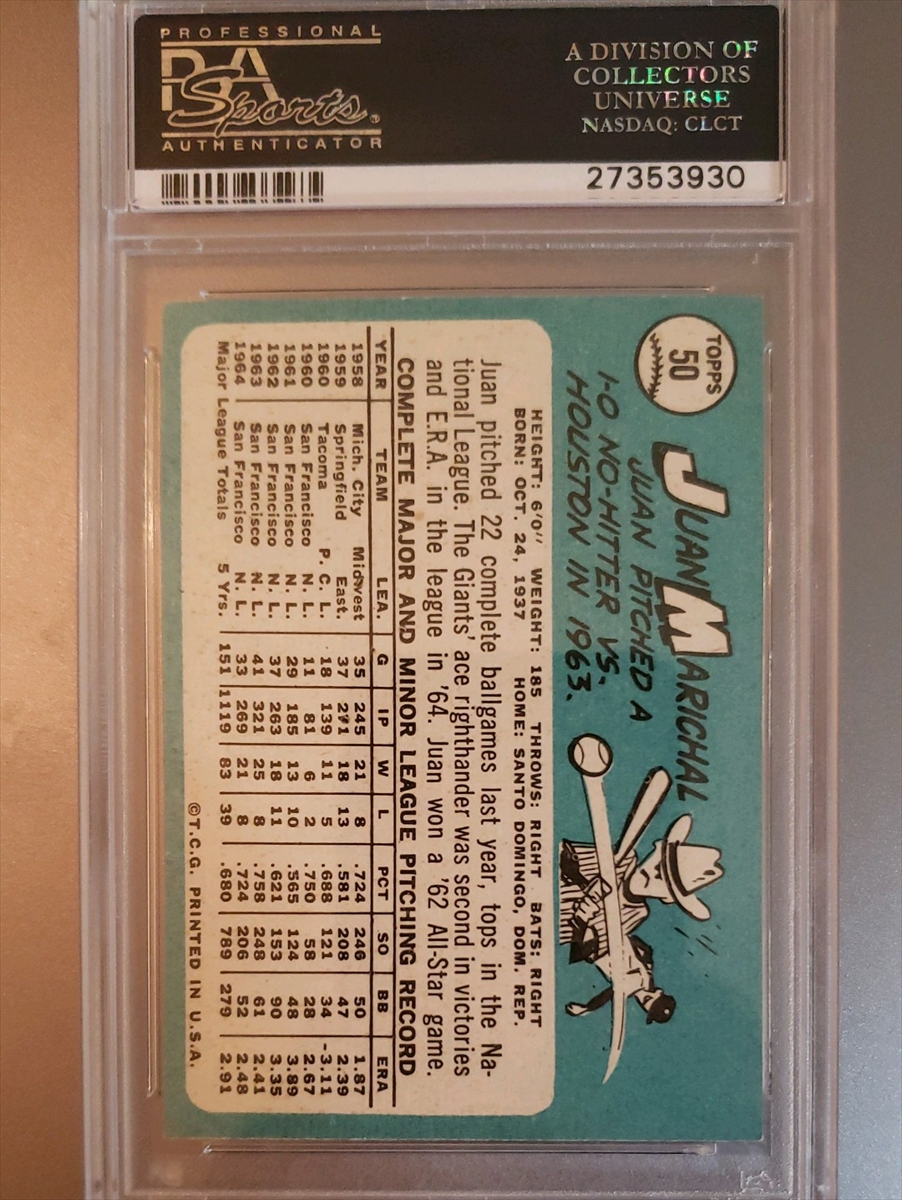 PROFESSIONAL
PSA
Sports®
AUTHENTICATOR
A DIVISION OF
COLLECTORS
UNIVERSE
NASDAQ: CLCT
27353930
TOPPS
50
JUAN MARICHAL
JUAN PITCHED A
1-0 NO-HITTER VS.
HOUSTON IN 1963.
HEIGHT: 6'0" WEIGHT: 185 THROWS: RIGHT BATS: RIGHT
BORN: OCT. 24, 1937 HOME: SANTO DOMINGO, DOM. REP.
Juan pitched 22 complete ballgames last year, tops in the Na-
tional League. The Giants' ace righthander was second in victories
and E.R.A. in the league in '64. Juan won a '62 All-Star game.
COMPLETE MAJOR AND MINOR LEAGUE PITCHING RECORD
YEAR TEAM LEA. G IP W L PCT SO BB ERA
1958 Mich. City Midwest 35 245 21 8 .724 246 50 1.87
1959 Springfield East. 37 271 18 13 .581 208 47 2.39
1960 Tacoma P. C. L. 18 139 11 5 .688 121 34 -3.11
1960 San Francisco N. L. 11 81 6 2 .750 58 28 2.67
1961 San Francisco N. L. 29 185 13 10 .565 124 48 3.89
1962 San Francisco N. L. 37 263 18 11 .621 153 90 3.35
1963 San Francisco N. L. 41 321 25 8 .758 248 61 2.41
1964 San Francisco N. L. 33 269 21 8 .724 206 52 2.48
Major League Totals 5 Yrs. 151 1119 83 39 .680 789 279 2.91
©T.C.G. PRINTED IN U.S.A.